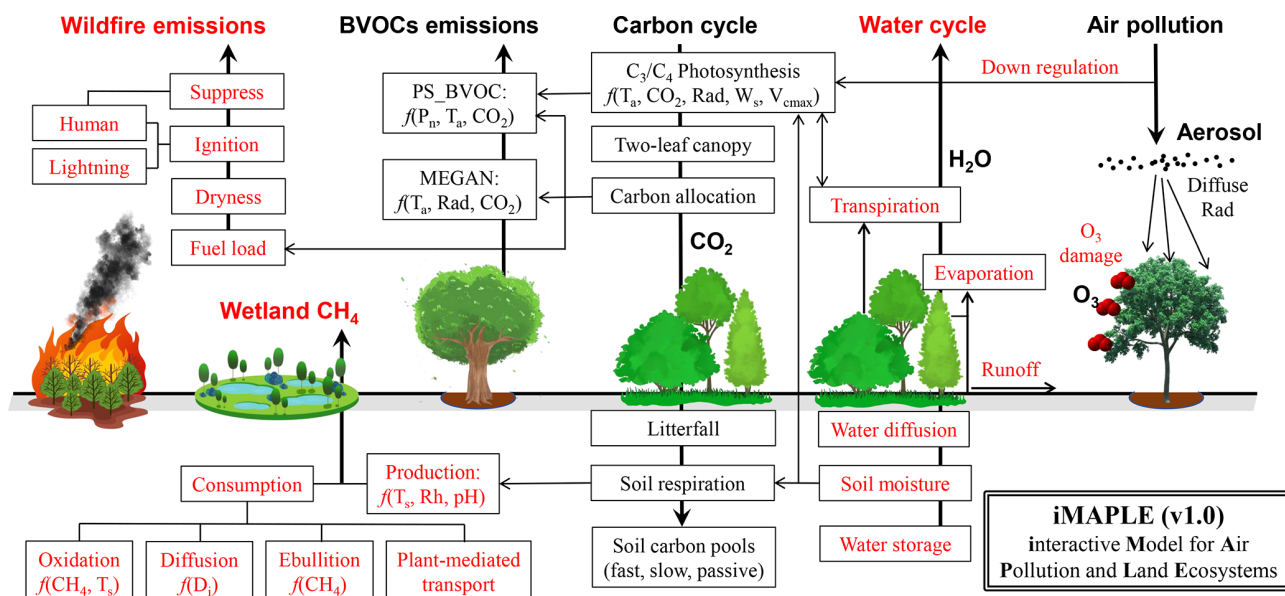 Wildfire emissions
BVOCs emissions
Carbon cycle
Water cycle
Air pollution
Suppress
Human
Ignition
Lightning
Dryness
Fuel load
PS_BVOC:
f(Pₙ, Tₐ, CO₂)
MEGAN:
f(Tₐ, Rad, CO₂)
C₃/C₄ Photosynthesis
f(Tₐ, CO₂, Rad, Wₛ, V_cmax)
Two-leaf canopy
Carbon allocation
CO₂
Down regulation
H₂O
Transpiration
Evaporation
Runoff
Aerosol
Diffuse
Rad
O₃
damage
O₃
Wetland CH₄
Litterfall
Soil respiration
Soil carbon pools
(fast, slow, passive)
Water diffusion
Soil moisture
Water storage
Production:
f(Tₛ, Rh, pH)
Consumption
Oxidation
f(CH₄, Tₛ)
Diffusion
f(Dᵢ)
Ebullition
f(CH₄)
Plant-mediated
transport
iMAPLE (v1.0)
interactive Model for Air
Pollution and Land Ecosystems